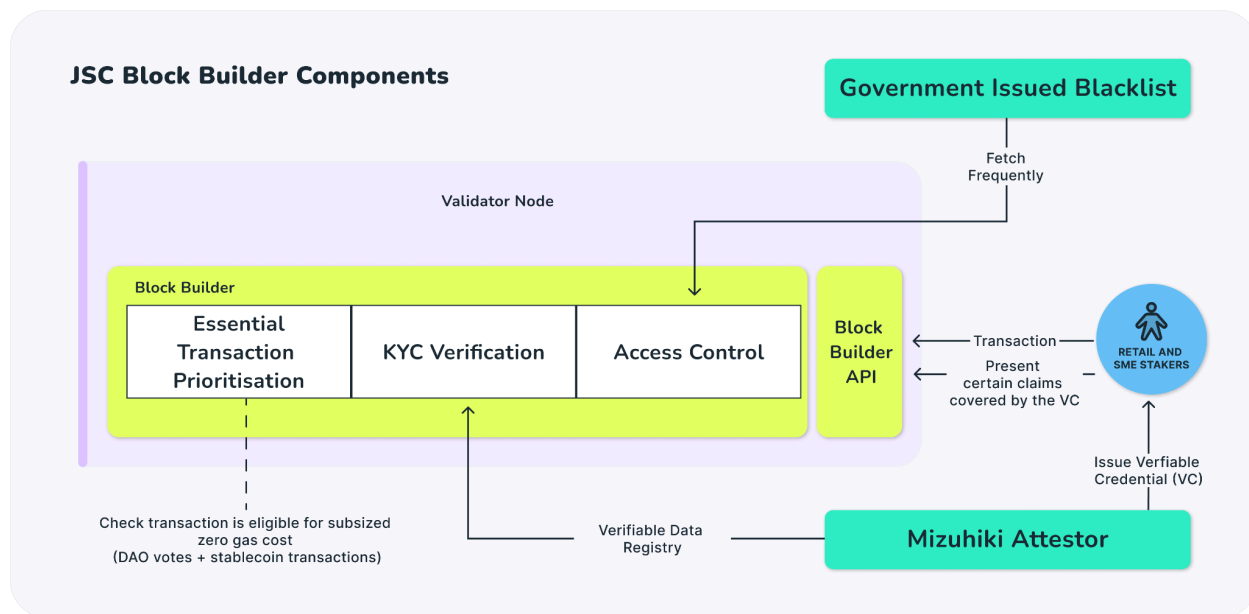 JSC Block Builder Components
Government Issued Blacklist
Fetch
Frequently
Validator Node
Block Builder
Essential
Transaction
Prioritisation
KYC Verification
Access Control
Block
Builder
API
Transaction
Present
certain claims
covered by the VC
RETAIL AND
SME STAKERS
Issue Verfiable
Credential (VC)
Check transaction is eligible for subsized
zero gas cost
(DAO votes + stablecoin transactions)
Verifiable Data
Registry
Mizuhiki Attestor